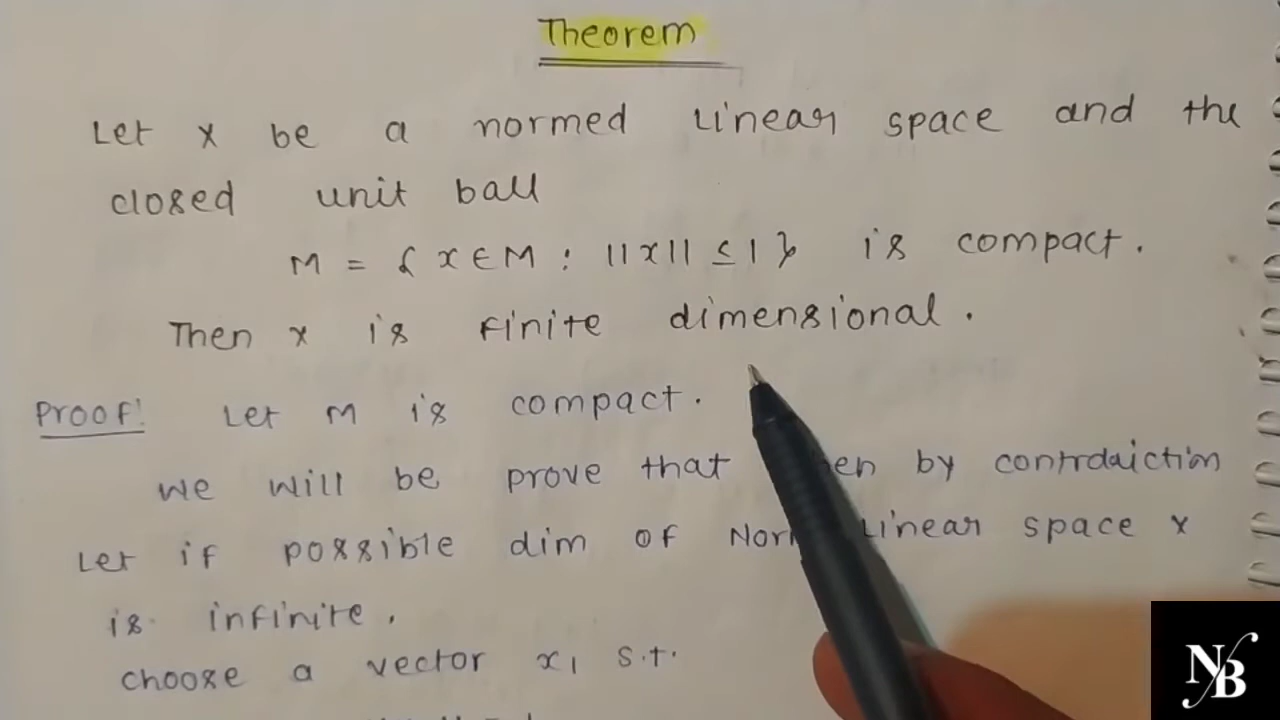 Theorem
Let x be a normed linear space and the
closed unit ball
M = { x ∈ M : ||x|| ≤ 1 } is compact.
Then x is finite dimensional.
Proof: Let M is compact.
we will be prove that by contrdaiction
Let if possible dim of linear space x
is infinite.
choose a vector x₁ s.t.
NB